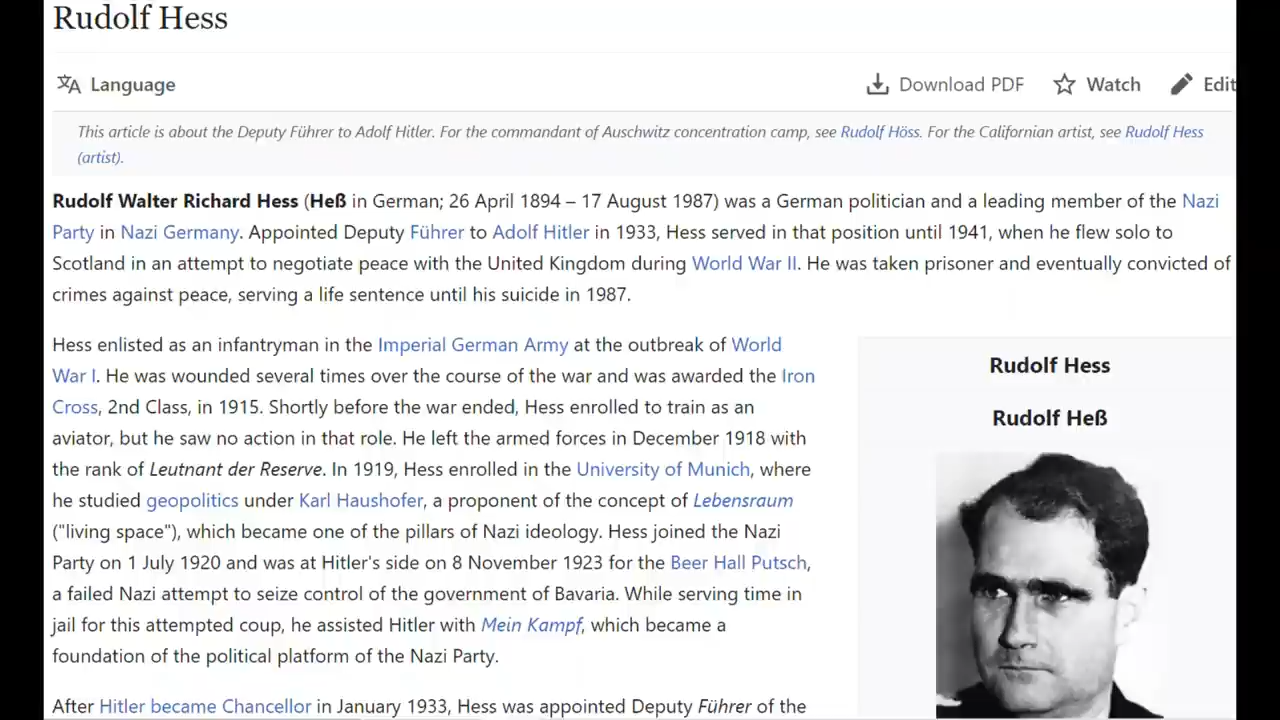 Rudolf Hess
Language
Download PDF
Watch
Edit
This article is about the Deputy Führer to Adolf Hitler. For the commandant of Auschwitz concentration camp, see Rudolf Höss. For the Californian artist, see Rudolf Hess
(artist).
Rudolf Walter Richard Hess (Heß in German; 26 April 1894 – 17 August 1987) was a German politician and a leading member of the Nazi
Party in Nazi Germany. Appointed Deputy Führer to Adolf Hitler in 1933, Hess served in that position until 1941, when he flew solo to
Scotland in an attempt to negotiate peace with the United Kingdom during World War II. He was taken prisoner and eventually convicted of
crimes against peace, serving a life sentence until his suicide in 1987.
Hess enlisted as an infantryman in the Imperial German Army at the outbreak of World
War I. He was wounded several times over the course of the war and was awarded the Iron
Cross, 2nd Class, in 1915. Shortly before the war ended, Hess enrolled to train as an
aviator, but he saw no action in that role. He left the armed forces in December 1918 with
the rank of Leutnant der Reserve. In 1919, Hess enrolled in the University of Munich, where
he studied geopolitics under Karl Haushofer, a proponent of the concept of Lebensraum
("living space"), which became one of the pillars of Nazi ideology. Hess joined the Nazi
Party on 1 July 1920 and was at Hitler's side on 8 November 1923 for the Beer Hall Putsch,
a failed Nazi attempt to seize control of the government of Bavaria. While serving time in
jail for this attempted coup, he assisted Hitler with Mein Kampf, which became a
foundation of the political platform of the Nazi Party.
After Hitler became Chancellor in January 1933, Hess was appointed Deputy Führer of the
Rudolf Hess
Rudolf Heß